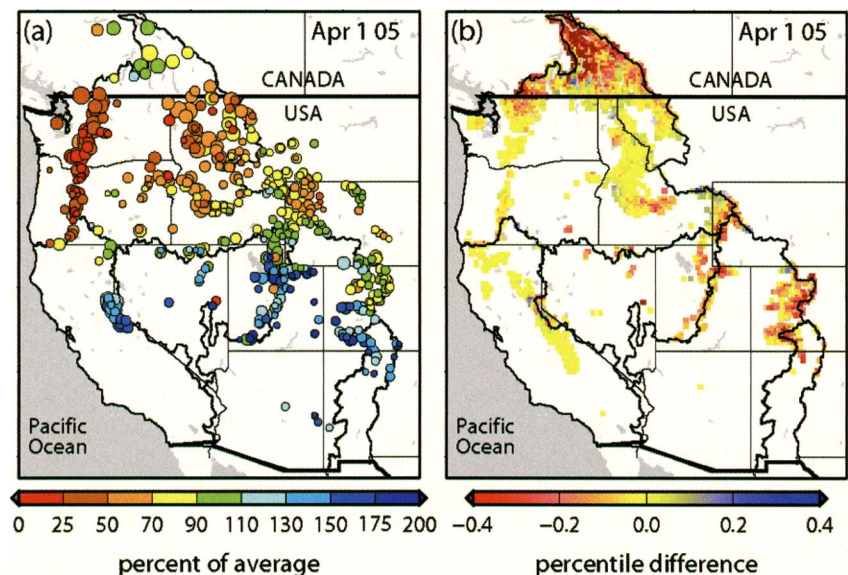 (a)
Apr 1 05
CANADA
USA
Pacific
Ocean
0 25 50 70 90 110 130 150 175 200
percent of average
(b)
Apr 1 05
CANADA
USA
Pacific
Ocean
−0.4 −0.2 0.0 0.2 0.4
percentile difference